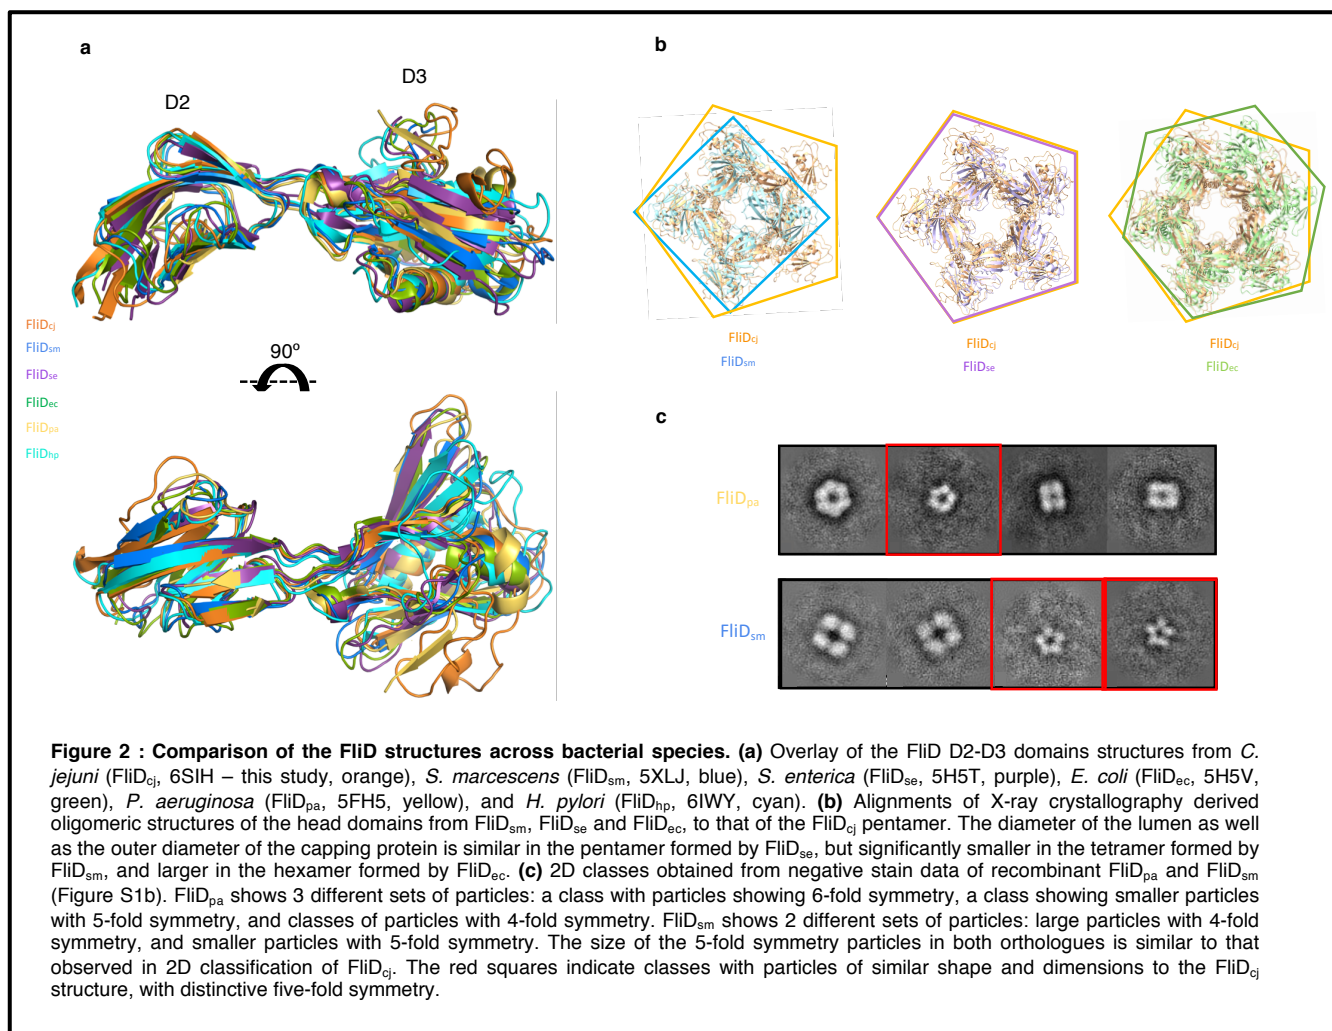 a
D2
D3
FliDcj
FliDsm
FliDse
FliDec
FliDpa
FliDhp
90º
b
FliDcj
FliDsm
FliDcj
FliDse
FliDcj
FliDec
c
FliDpa
FliDsm
Figure 2 : Comparison of the FliD structures across bacterial species. (a) Overlay of the FliD D2-D3 domains structures from C.
jejuni (FliDcj, 6SIH – this study, orange), S. marcescens (FliDsm, 5XLJ, blue), S. enterica (FliDse, 5H5T, purple), E. coli (FliDec, 5H5V,
green), P. aeruginosa (FliDpa, 5FH5, yellow), and H. pylori (FliDhp, 6IWY, cyan). (b) Alignments of X-ray crystallography derived
oligomeric structures of the head domains from FliDsm, FliDse and FliDec, to that of the FliDcj pentamer. The diameter of the lumen as well
as the outer diameter of the capping protein is similar in the pentamer formed by FliDse, but significantly smaller in the tetramer formed by
FliDsm, and larger in the hexamer formed by FliDec. (c) 2D classes obtained from negative stain data of recombinant FliDpa and FliDsm
(Figure S1b). FliDpa shows 3 different sets of particles: a class with particles showing 6-fold symmetry, a class showing smaller particles
with 5-fold symmetry, and classes of particles with 4-fold symmetry. FliDsm shows 2 different sets of particles: large particles with 4-fold
symmetry, and smaller particles with 5-fold symmetry. The size of the 5-fold symmetry particles in both orthologues is similar to that
observed in 2D classification of FliDcj. The red squares indicate classes with particles of similar shape and dimensions to the FliDcj
structure, with distinctive five-fold symmetry.